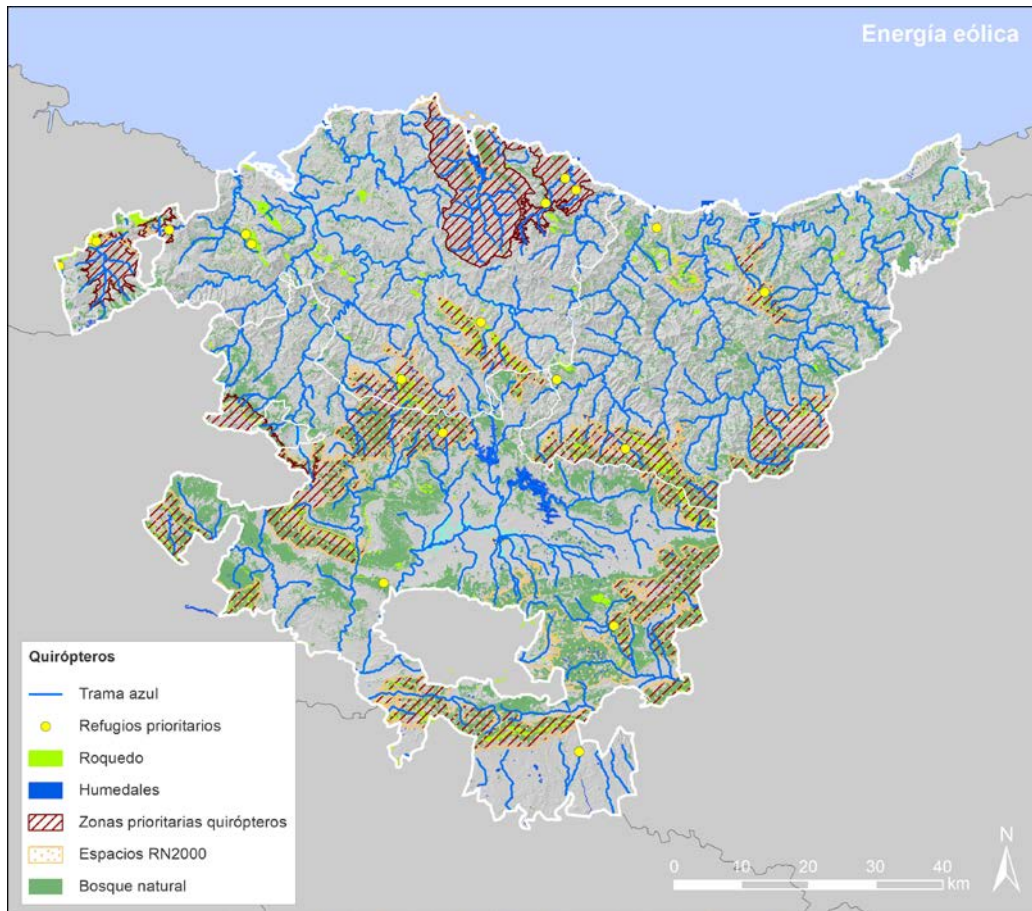 Energía eólica
Quirópteros
Trama azul
Refugios prioritarios
Roquedo
Humedales
Zonas prioritarias quirópteros
Espacios RN2000
Bosque natural
N
0 10 20 30 40
km